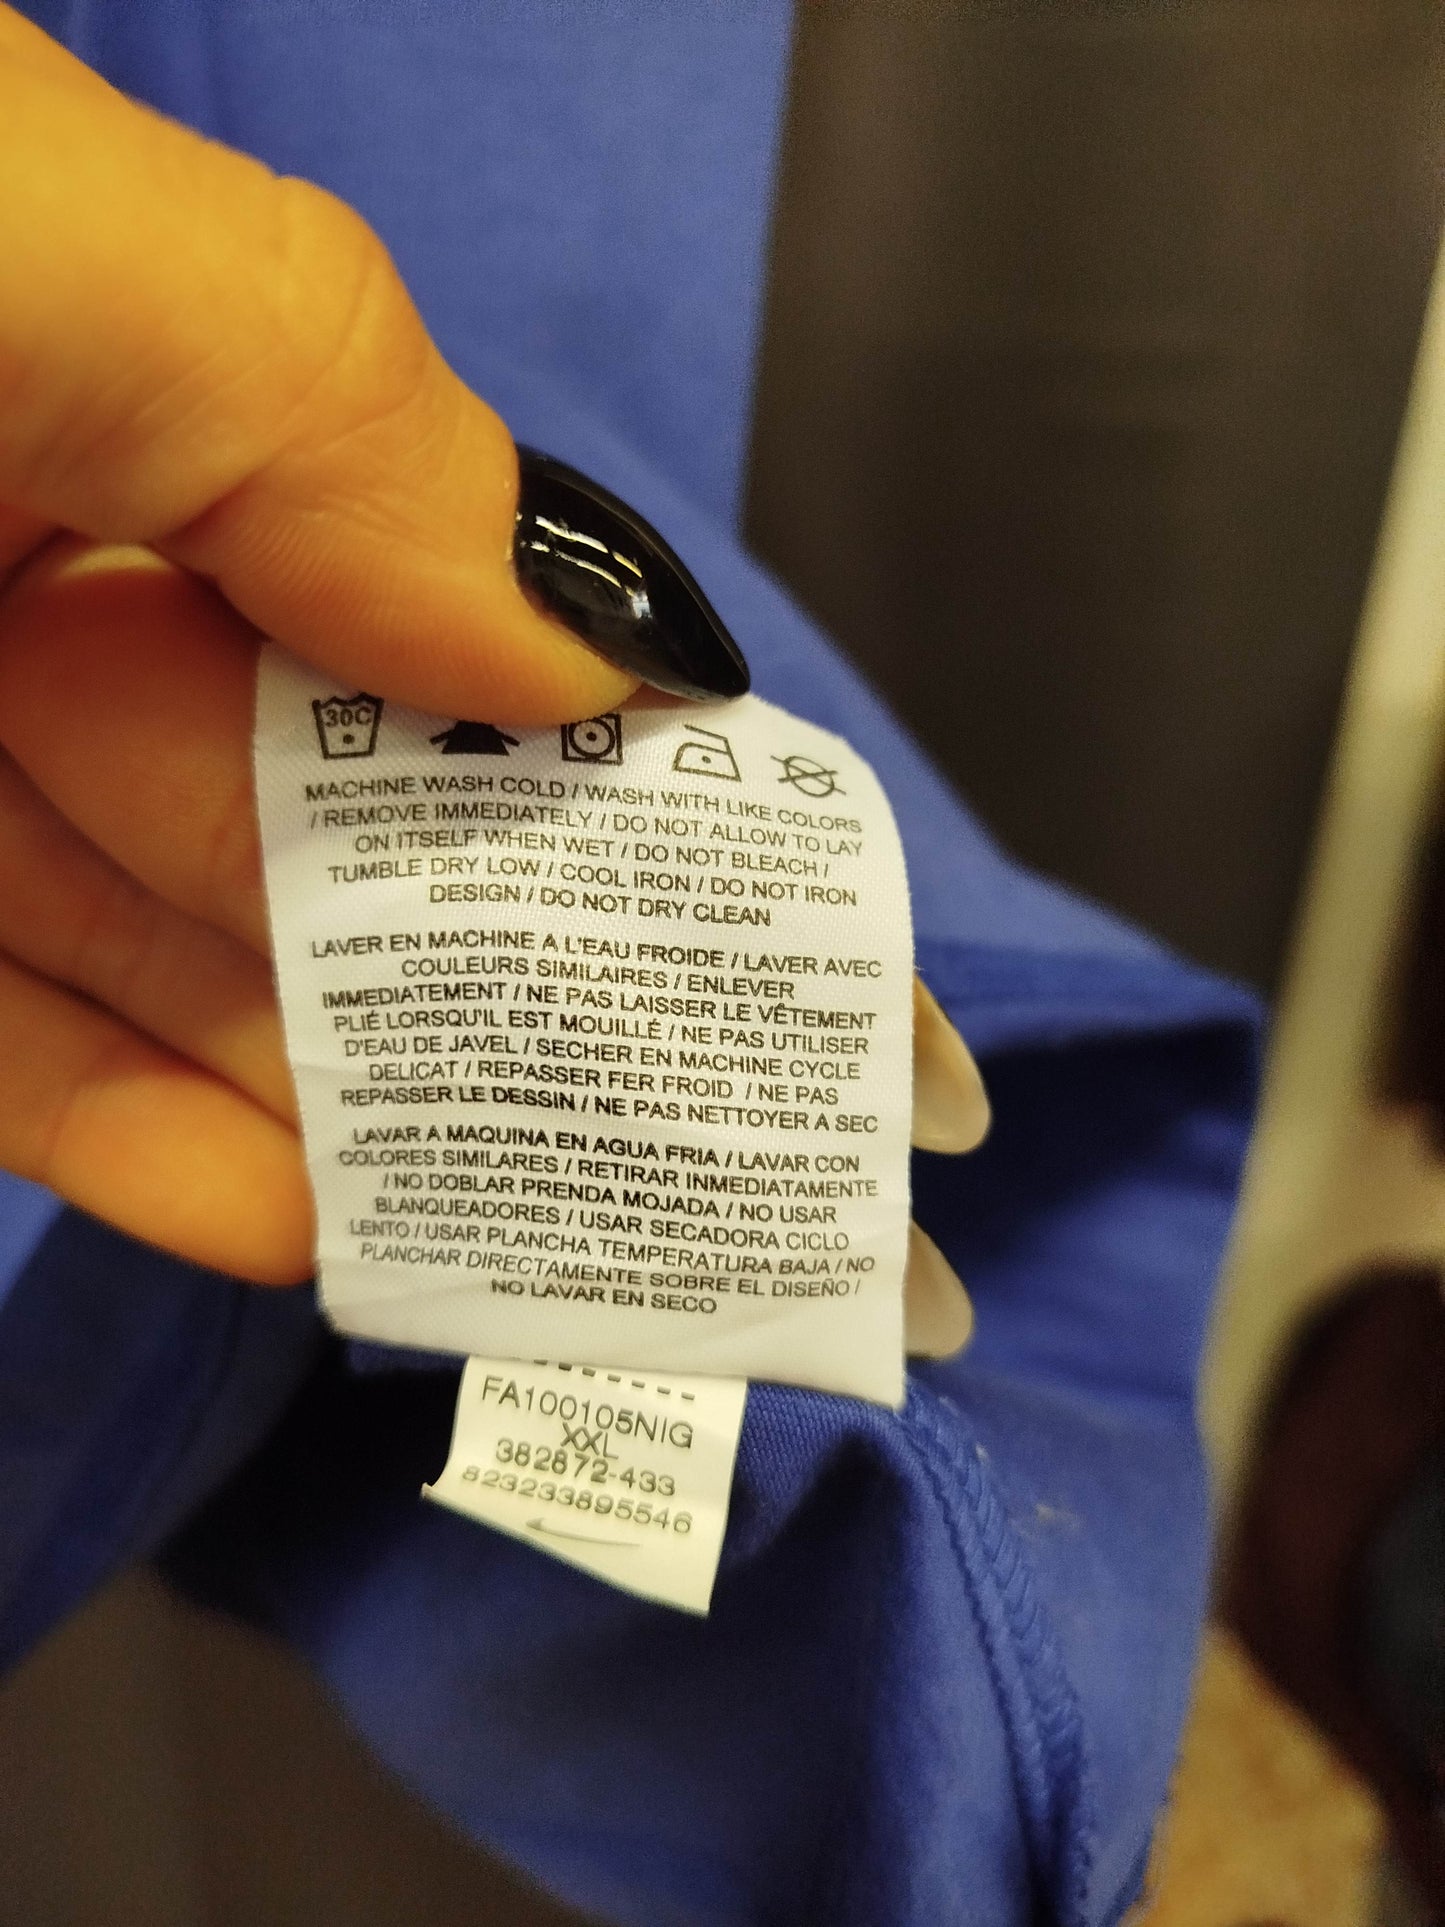 30C
MACHINE WASH COLD / WASH WITH LIKE COLORS
/ REMOVE IMMEDIATELY / DO NOT ALLOW TO LAY
ON ITSELF WHEN WET / DO NOT BLEACH /
TUMBLE DRY LOW / COOL IRON / DO NOT IRON
DESIGN / DO NOT DRY CLEAN
LAVER EN MACHINE A L'EAU FROIDE / LAVER AVEC
COULEURS SIMILAIRES / ENLEVER
IMMEDIATEMENT / NE PAS LAISSER LE VÊTEMENT
PLIÉ LORSQU'IL EST MOUILLÉ / NE PAS UTILISER
D'EAU DE JAVEL / SECHER EN MACHINE CYCLE
DELICAT / REPASSER FER FROID / NE PAS
REPASSER LE DESSIN / NE PAS NETTOYER A SEC
LAVAR A MAQUINA EN AGUA FRIA / LAVAR CON
COLORES SIMILARES / RETIRAR INMEDIATAMENTE
/ NO DOBLAR PRENDA MOJADA / NO USAR
BLANQUEADORES / USAR SECADORA CICLO
LENTO / USAR PLANCHA TEMPERATURA BAJA / NO
PLANCHAR DIRECTAMENTE SOBRE EL DISEÑO /
NO LAVAR EN SECO
FA100105NIG
XXL
382872-433
823233895546